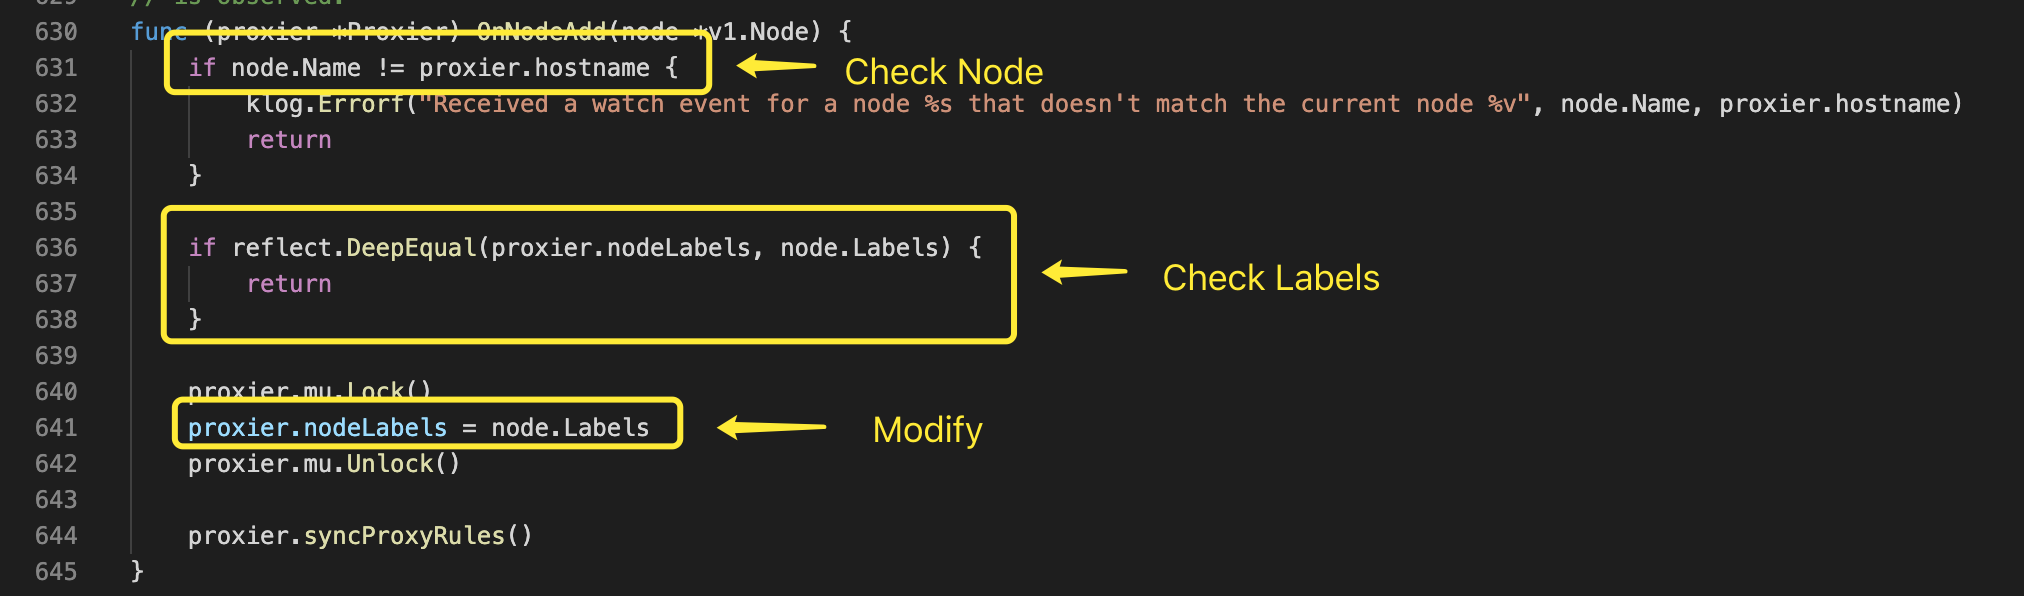 // is observed.
630 func (proxier *Proxier) OnNodeAdd(node *v1.Node) {
631 if node.Name != proxier.hostname { Check Node
632 klog.Errorf("Received a watch event for a node %s that doesn't match the current node %v", node.Name, proxier.hostname)
633 return
634 }
635
636 if reflect.DeepEqual(proxier.nodeLabels, node.Labels) {
637 return Check Labels
638 }
639
640 proxier.mu.Lock()
641 proxier.nodeLabels = node.Labels Modify
642 proxier.mu.Unlock()
643
644 proxier.syncProxyRules()
645 }